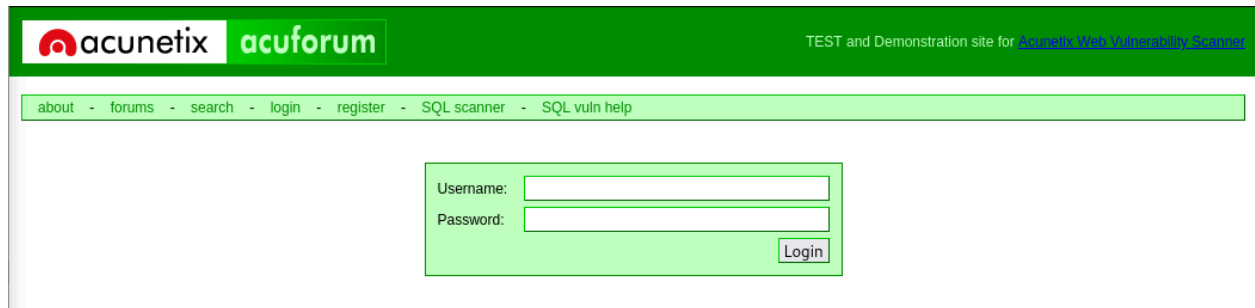 acunetix acuforum TEST and Demonstration site for Acunetix Web Vulnerability Scanner
about - forums - search - login - register - SQL scanner - SQL vuln help
Username:
Password:
Login